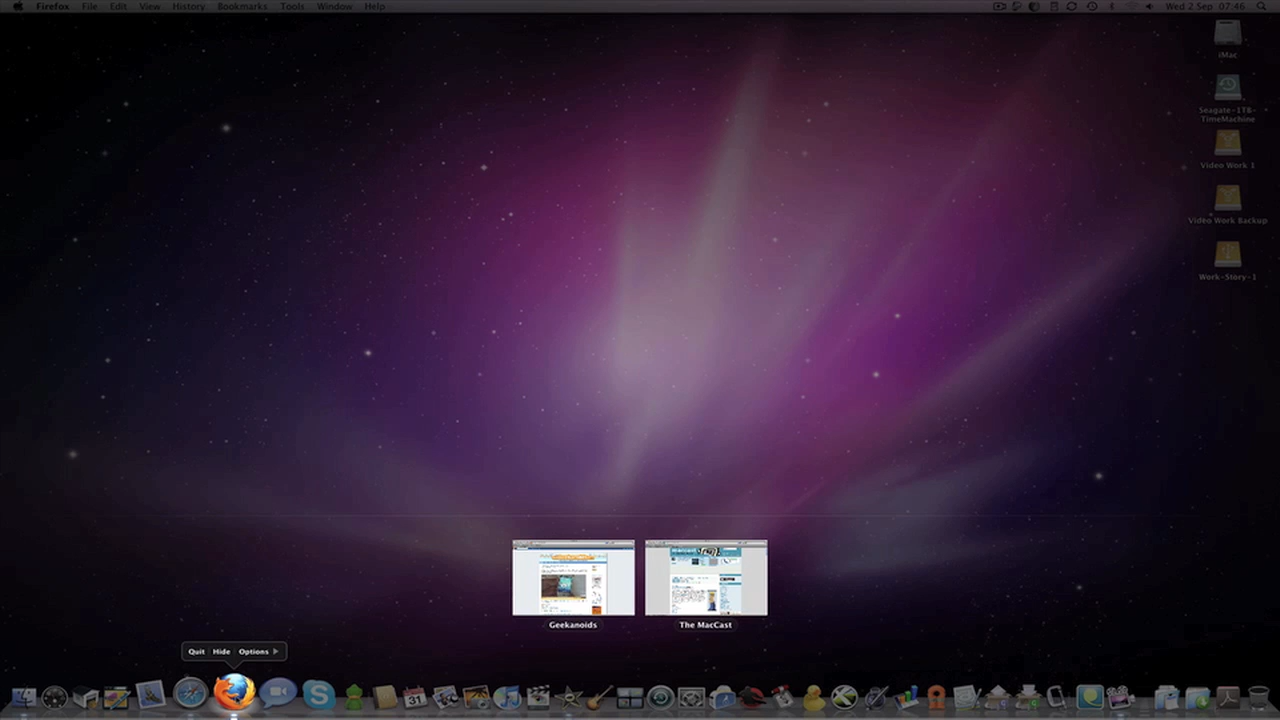 Firefox File Edit View History Bookmarks Tools Window Help Wed 2 Sep 07:46
iMac
Seagate-1TB-
TimeMachine
Video Work 1
Video Work Backup
Work-Story-1
Geekanoids
The MacCast
Quit Hide Options
31